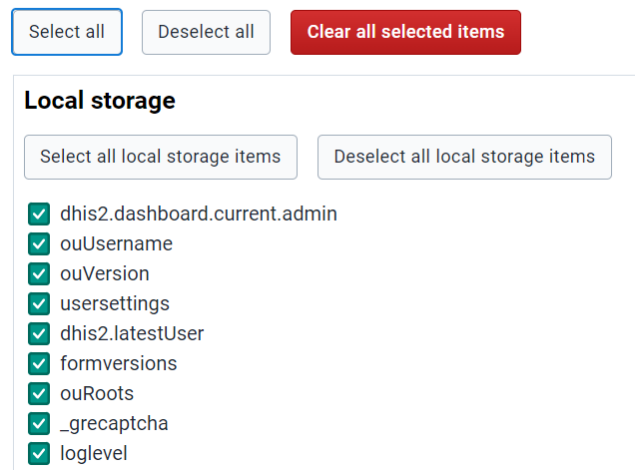 Select all Deselect all Clear all selected items
Local storage
Select all local storage items Deselect all local storage items
dhis2.dashboard.current.admin
ouUsername
ouVersion
usersettings
dhis2.latestUser
formversions
ouRoots
_grecaptcha
loglevel